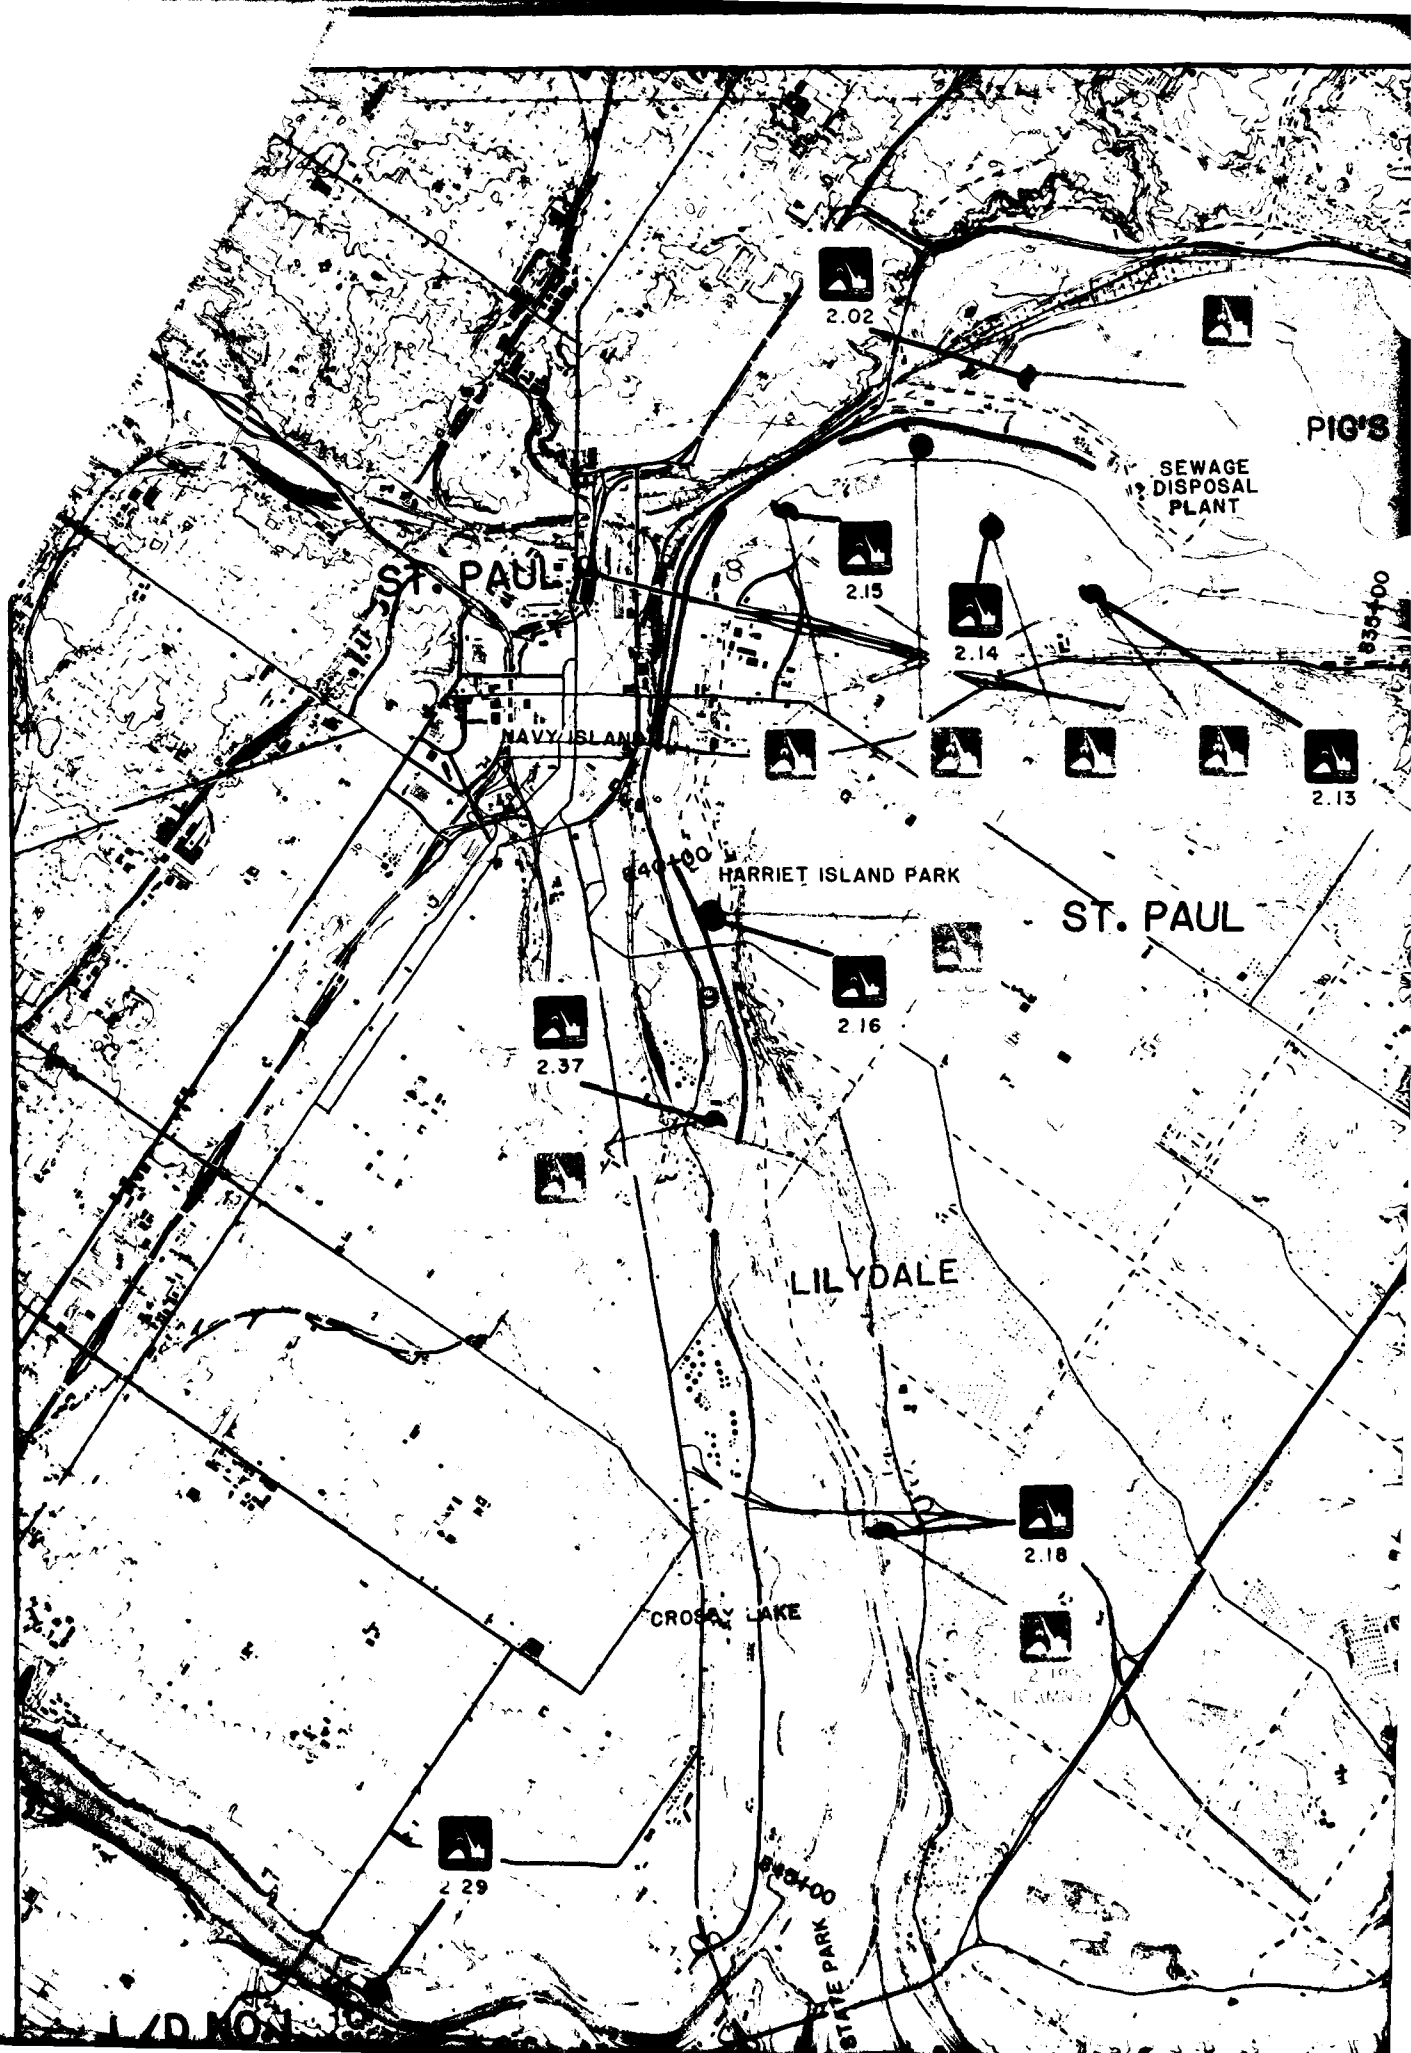 2.02
PIG'S
SEWAGE
DISPOSAL
PLANT
ST. PAUL
2.15
2.14
835+00
NAVY ISLAND
2.13
840+00
HARRIET ISLAND PARK
ST. PAUL
2.16
2.37
LILYDALE
2.18
CROSBY LAKE
2.29
845+00
STATE PARK
L/D NO. 1